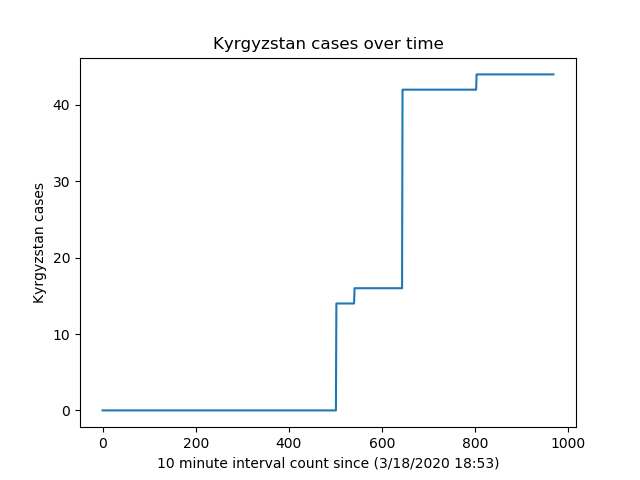 Kyrgyzstan cases over time
Kyrgyzstan cases
40
30
20
10
0
0 200 400 600 800 1000
10 minute interval count since (3/18/2020 18:53)